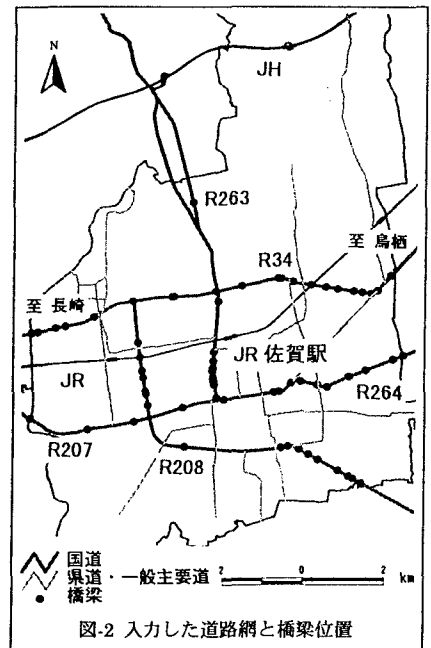 N
JH
R263
至 鳥栖
R34
至 長崎
JR 佐賀駅
JR
R264
R207
R208
国道
県道・一般主要道
橋梁
2 0 2 km
図-2 入力した道路網と橋梁位置